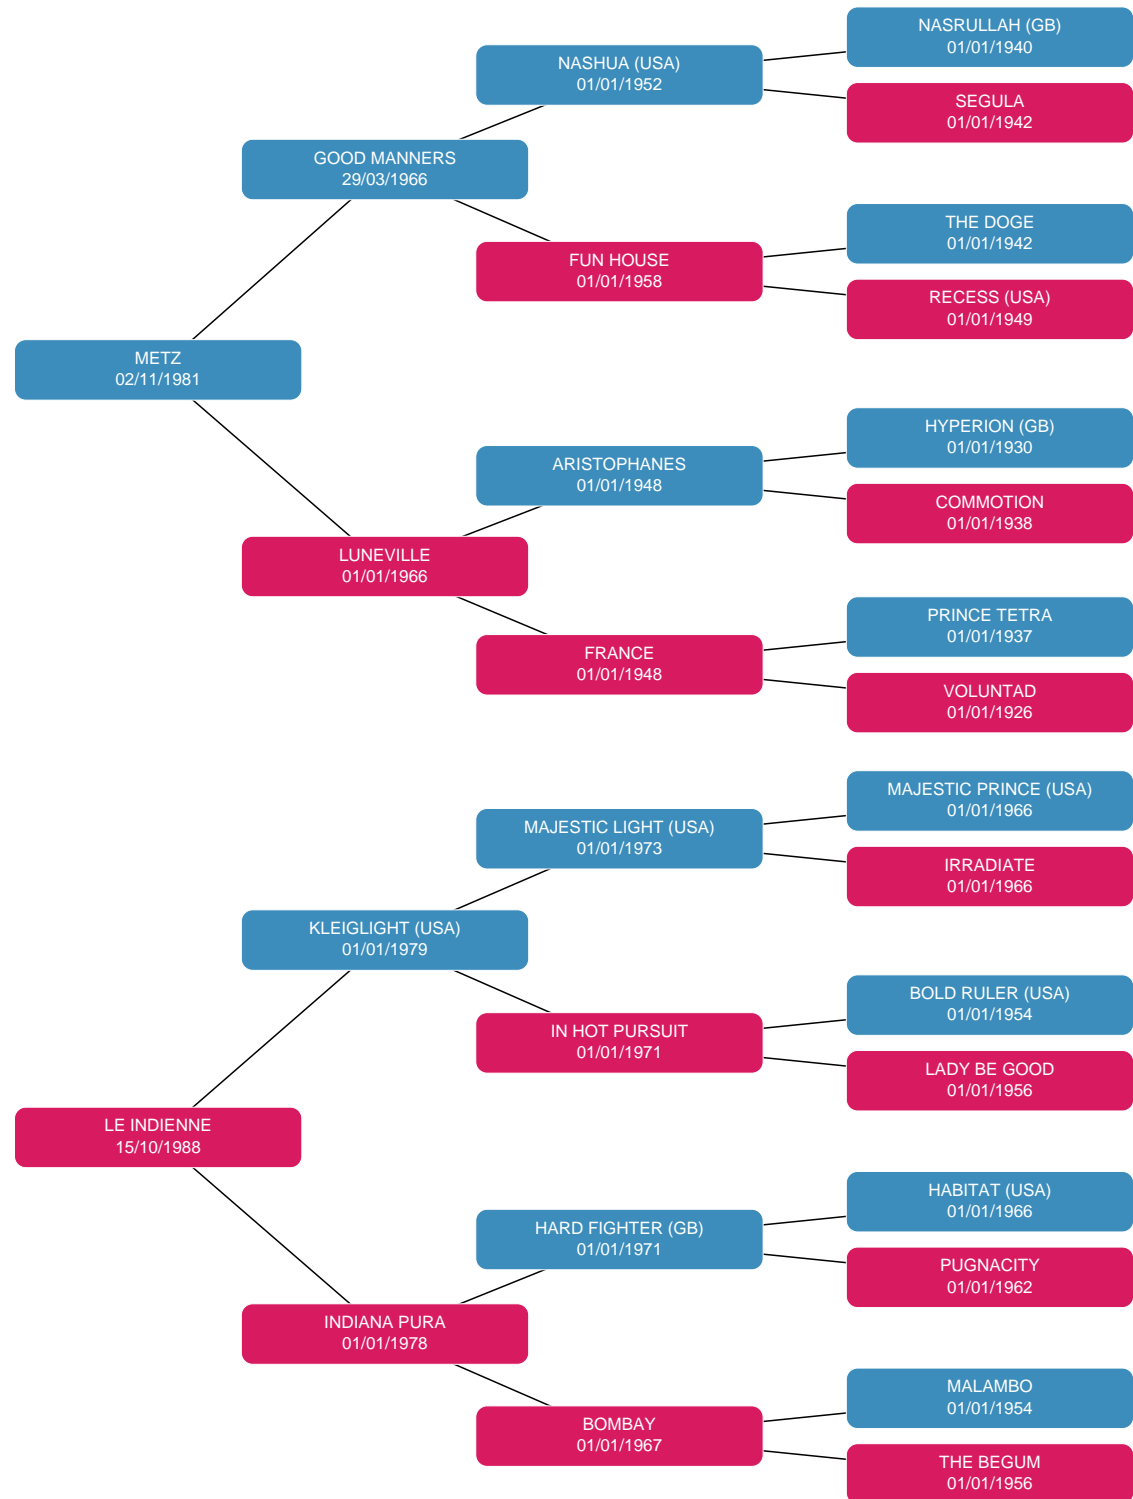 NASRULLAH (GB)
01/01/1940
NASHUA (USA)
01/01/1952
SEGULA
01/01/1942
GOOD MANNERS
29/03/1966
THE DOGE
01/01/1942
FUN HOUSE
01/01/1958
RECESS (USA)
01/01/1949
METZ
02/11/1981
HYPERION (GB)
01/01/1930
ARISTOPHANES
01/01/1948
COMMOTION
01/01/1938
LUNEVILLE
01/01/1966
PRINCE TETRA
01/01/1937
FRANCE
01/01/1948
VOLUNTAD
01/01/1926
MAJESTIC PRINCE (USA)
01/01/1966
MAJESTIC LIGHT (USA)
01/01/1973
IRRADIATE
01/01/1966
KLEIGLIGHT (USA)
01/01/1979
BOLD RULER (USA)
01/01/1954
IN HOT PURSUIT
01/01/1971
LADY BE GOOD
01/01/1956
LE INDIENNE
15/10/1988
HABITAT (USA)
01/01/1966
HARD FIGHTER (GB)
01/01/1971
PUGNACITY
01/01/1962
INDIANA PURA
01/01/1978
MALAMBO
01/01/1954
BOMBAY
01/01/1967
THE BEGUM
01/01/1956